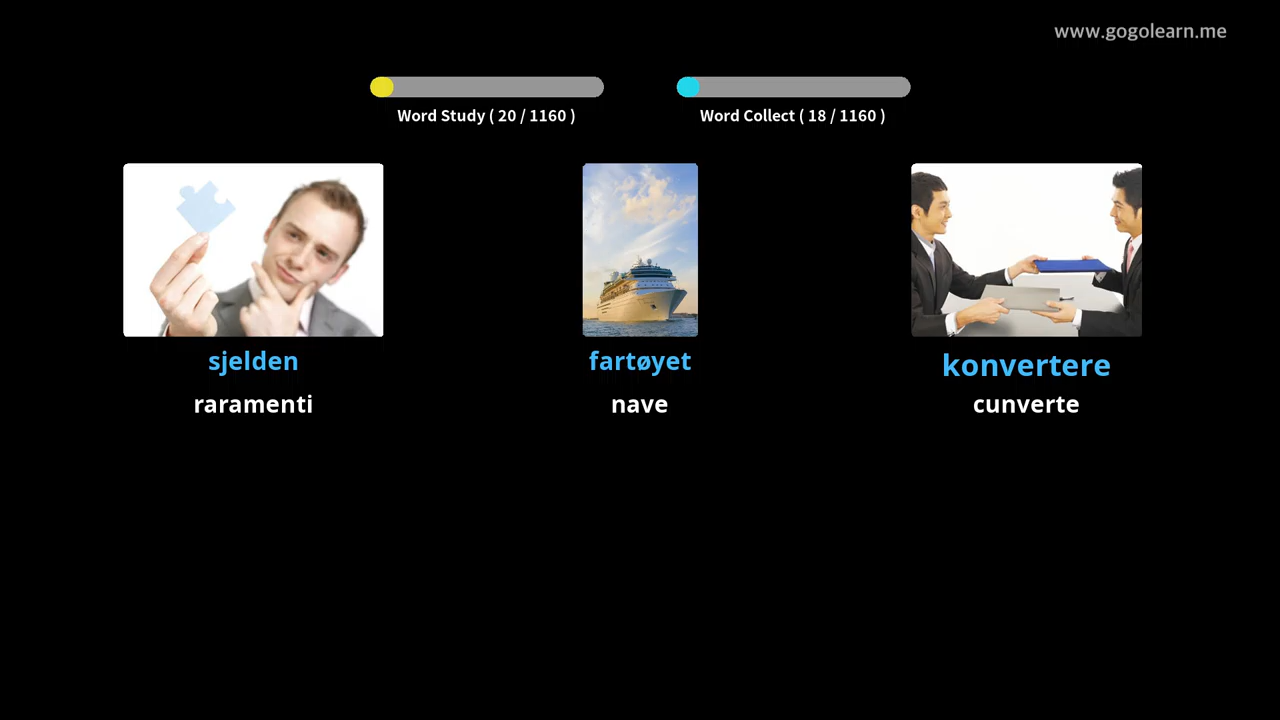 www.gogolearn.me
Word Study ( 20 / 1160 )
Word Collect ( 18 / 1160 )
sjelden
fartøyet
konvertere
raramenti
nave
cunverte